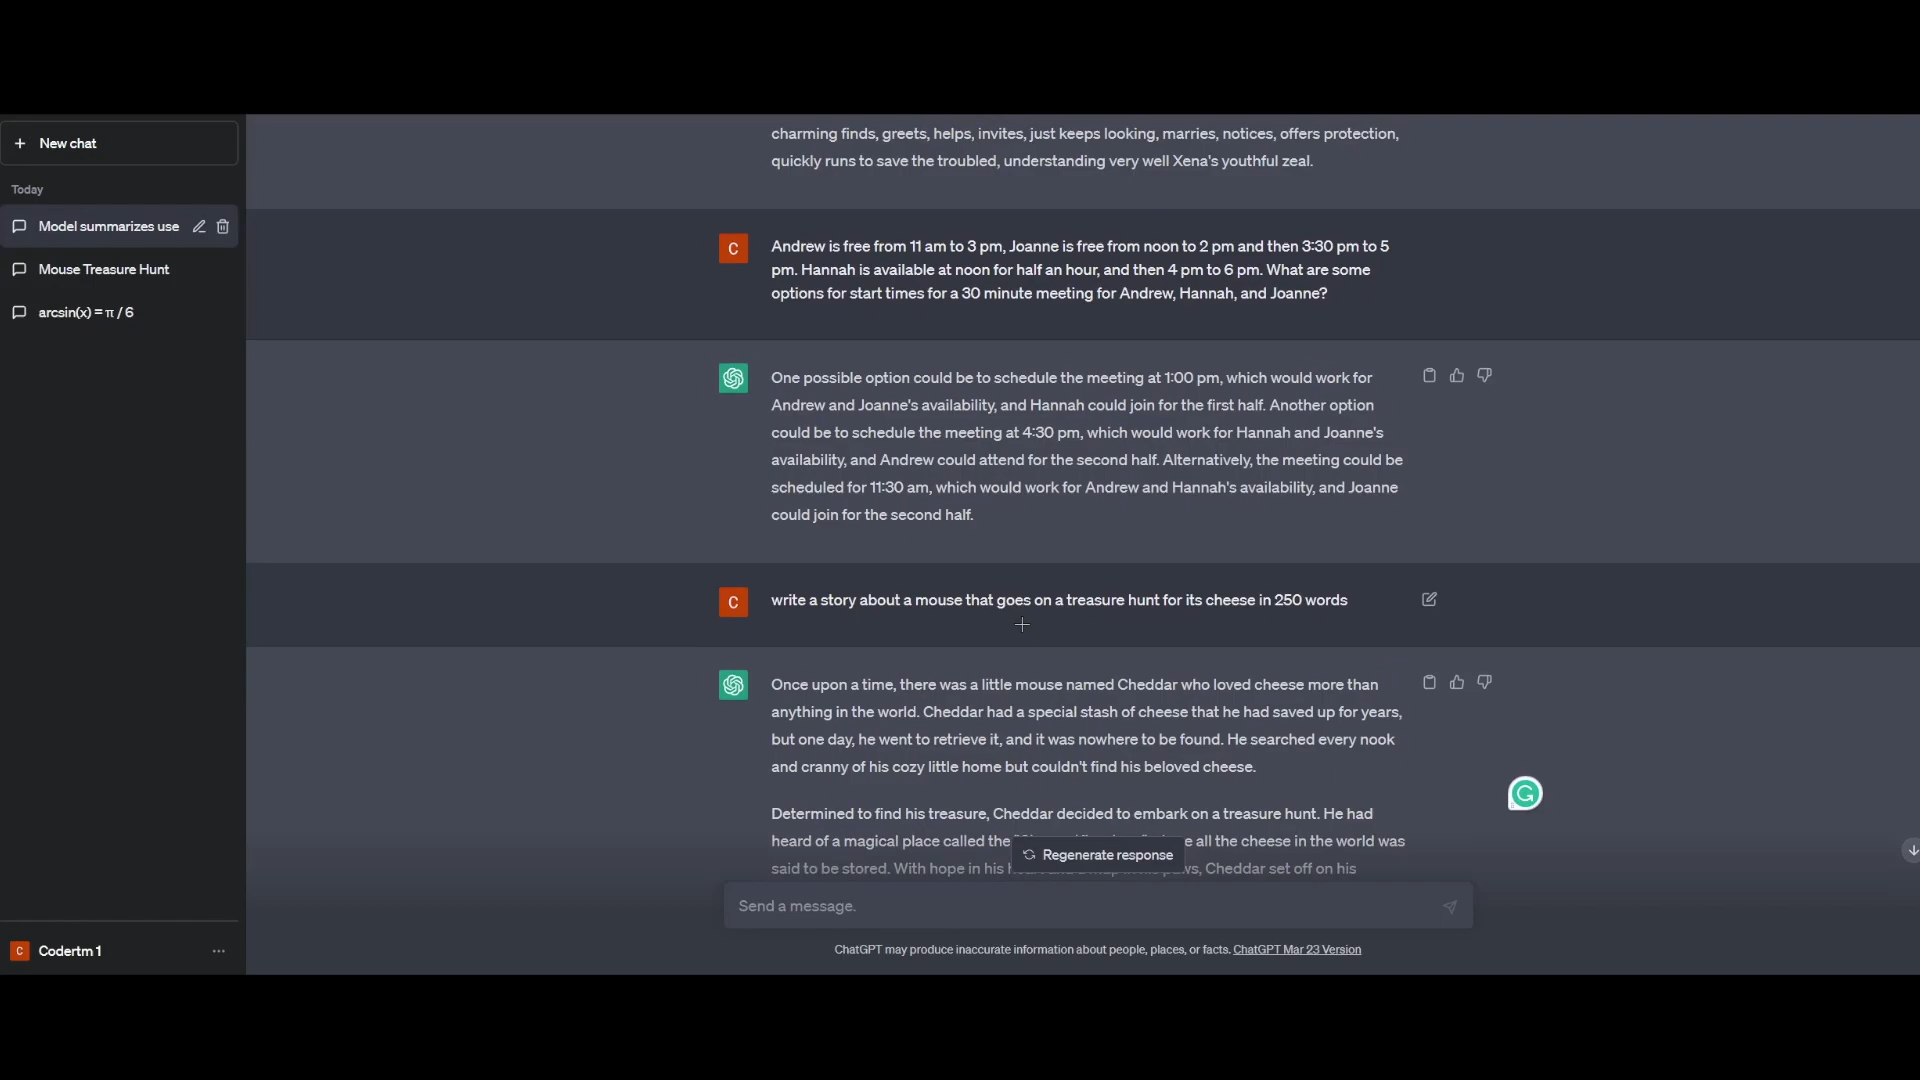 New chat
Today
Model summarizes use
Mouse Treasure Hunt
arcsin(x) = π / 6
C Codertm 1
charming finds, greets, helps, invites, just keeps looking, marries, notices, offers protection,
quickly runs to save the troubled, understanding very well Xena's youthful zeal.
C
Andrew is free from 11 am to 3 pm, Joanne is free from noon to 2 pm and then 3:30 pm to 5
pm. Hannah is available at noon for half an hour, and then 4 pm to 6 pm. What are some
options for start times for a 30 minute meeting for Andrew, Hannah, and Joanne?
One possible option could be to schedule the meeting at 1:00 pm, which would work for
Andrew and Joanne's availability, and Hannah could join for the first half. Another option
could be to schedule the meeting at 4:30 pm, which would work for Hannah and Joanne's
availability, and Andrew could attend for the second half. Alternatively, the meeting could be
scheduled for 11:30 am, which would work for Andrew and Hannah's availability, and Joanne
could join for the second half.
C
write a story about a mouse that goes on a treasure hunt for its cheese in 250 words
Once upon a time, there was a little mouse named Cheddar who loved cheese more than
anything in the world. Cheddar had a special stash of cheese that he had saved up for years,
but one day, he went to retrieve it, and it was nowhere to be found. He searched every nook
and cranny of his cozy little home but couldn't find his beloved cheese.
Determined to find his treasure, Cheddar decided to embark on a treasure hunt. He had
heard of a magical place called the all the cheese in the world was
said to be stored. With hope in his Cheddar set off on his
Regenerate response
Send a message.
ChatGPT may produce inaccurate information about people, places, or facts. ChatGPT Mar 23 Version